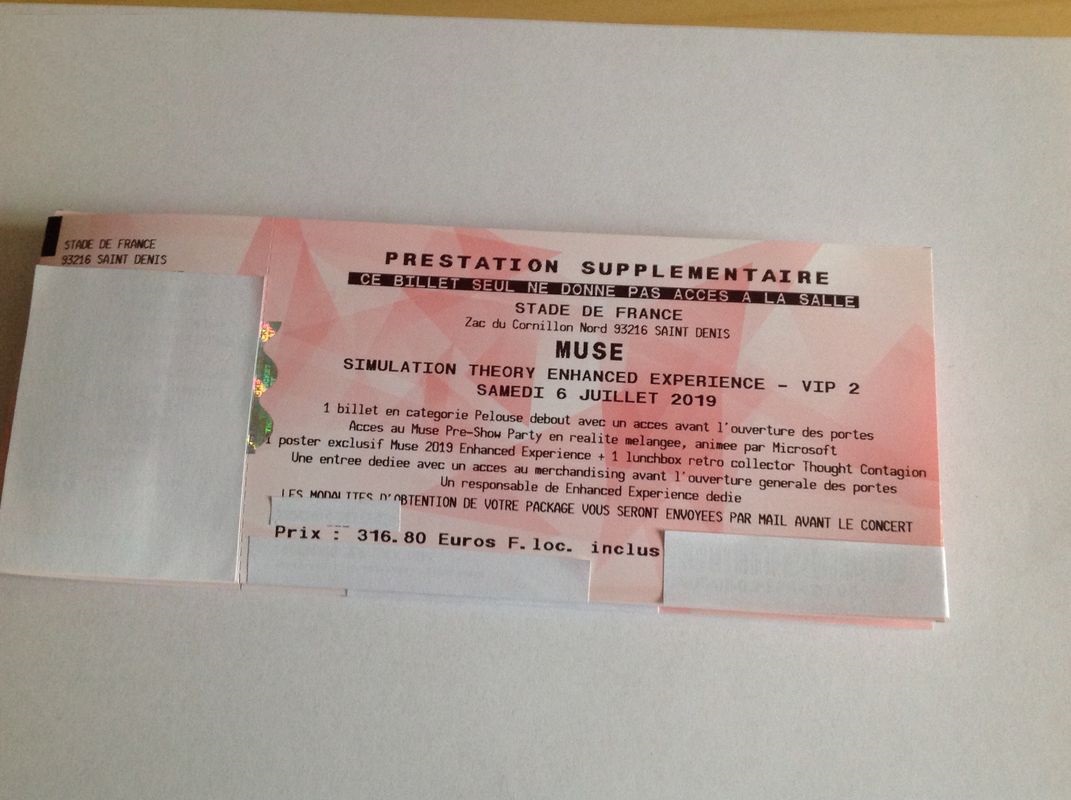 STADE DE FRANCE
93216 SAINT DENIS
PRESTATION SUPPLEMENTAIRE
CE BILLET SEUL NE DONNE PAS ACCES A LA SALLE
STADE DE FRANCE
Zac du Cornillon Nord 93216 SAINT DENIS
MUSE
SIMULATION THEORY ENHANCED EXPERIENCE - VIP 2
SAMEDI 6 JUILLET 2019
1 billet en categorie Pelouse debout avec un acces avant l'ouverture des portes
Acces au Muse Pre-Show Party en realite melangee, animee par Microsoft
1 poster exclusif Muse 2019 Enhanced Experience + 1 lunchbox retro collector Thought Contagion
Une entree dediee avec un acces au merchandising avant l'ouverture generale des portes
Un responsable de Enhanced Experience dedie
LES MODALITES D'OBTENTION DE VOTRE PACKAGE VOUS SERONT ENVOYEES PAR MAIL AVANT LE CONCERT
Prix : 316.80 Euros F.loc. inclus